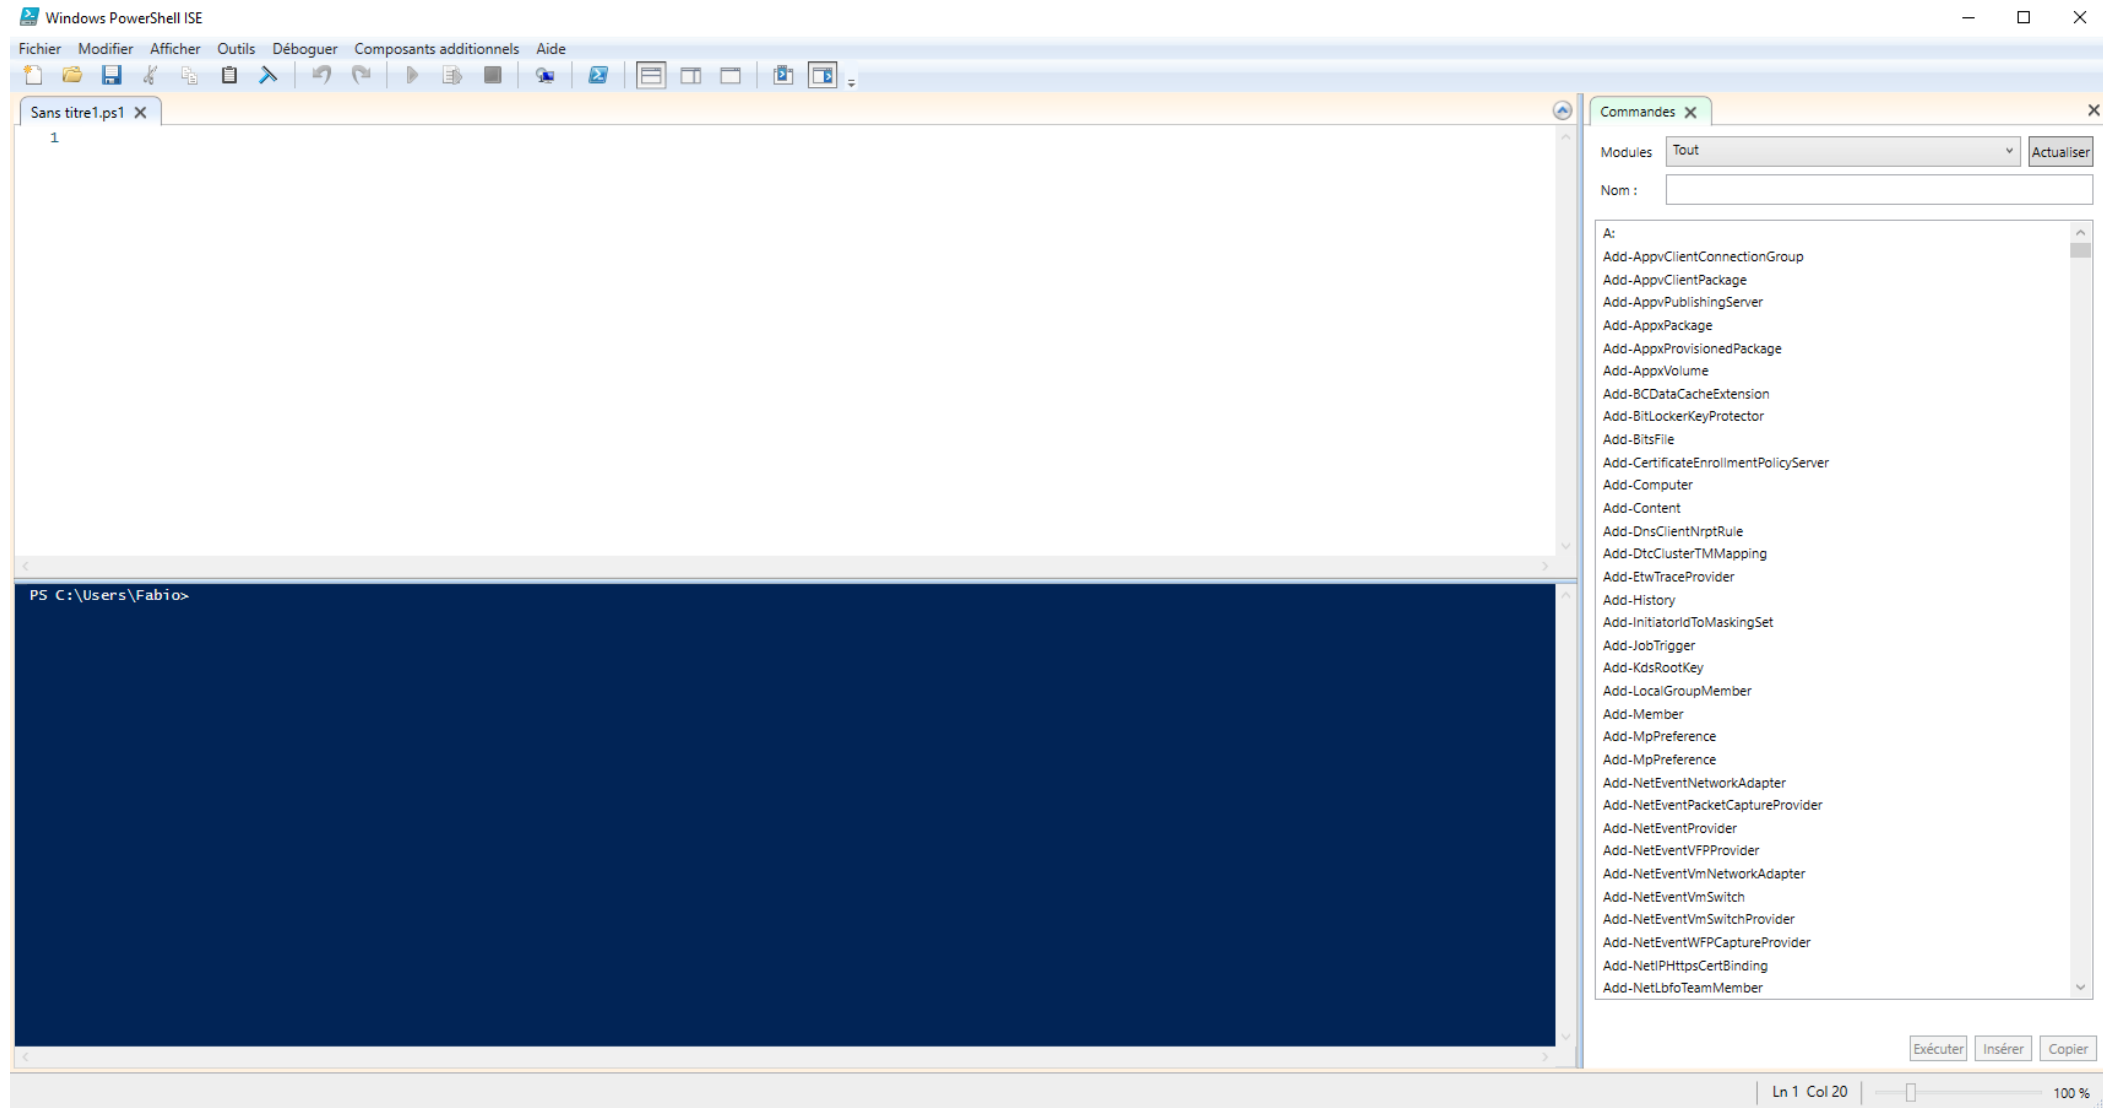 Windows PowerShell ISE
Fichier Modifier Afficher Outils Déboguer Composants additionnels Aide
Sans titre1.ps1
1
PS C:\Users\Fabio>
Commandes
Modules Tout Actualiser
Nom :
A:
Add-AppvClientConnectionGroup
Add-AppvClientPackage
Add-AppvPublishingServer
Add-AppxPackage
Add-AppxProvisionedPackage
Add-AppxVolume
Add-BCDataCacheExtension
Add-BitLockerKeyProtector
Add-BitsFile
Add-CertificateEnrollmentPolicyServer
Add-Computer
Add-Content
Add-DnsClientNrptRule
Add-DtcClusterTMMapping
Add-EtwTraceProvider
Add-History
Add-InitiatorIdToMaskingSet
Add-JobTrigger
Add-KdsRootKey
Add-LocalGroupMember
Add-Member
Add-MpPreference
Add-MpPreference
Add-NetEventNetworkAdapter
Add-NetEventPacketCaptureProvider
Add-NetEventProvider
Add-NetEventVFPProvider
Add-NetEventVmNetworkAdapter
Add-NetEventVmSwitch
Add-NetEventVmSwitchProvider
Add-NetEventWFPCaptureProvider
Add-NetIPHttpsCertBinding
Add-NetLbfoTeamMember
Exécuter Insérer Copier
Ln 1 Col 20 100 %